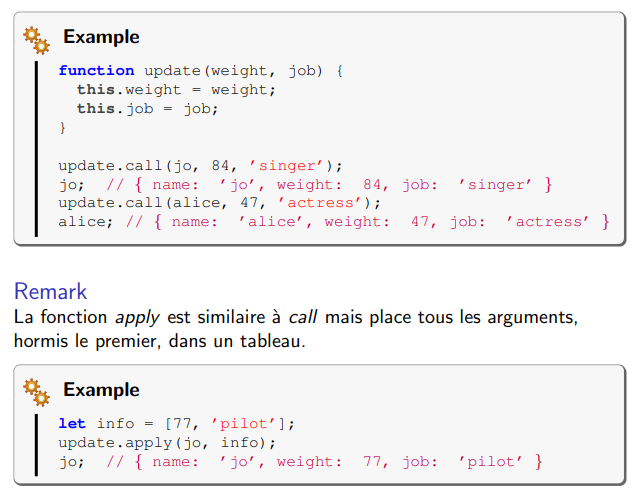 Example
function update(weight, job) {
this.weight = weight;
this.job = job;
}
update.call(jo, 84, ’singer’);
jo; // { name: ’jo’, weight: 84, job: ’singer’ }
update.call(alice, 47, ’actress’);
alice; // { name: ’alice’, weight: 47, job: ’actress’ }
Remark
La fonction apply est similaire à call mais place tous les arguments,
hormis le premier, dans un tableau.
Example
let info = [77, ’pilot’];
update.apply(jo, info);
jo; // { name: ’jo’, weight: 77, job: ’pilot’ }